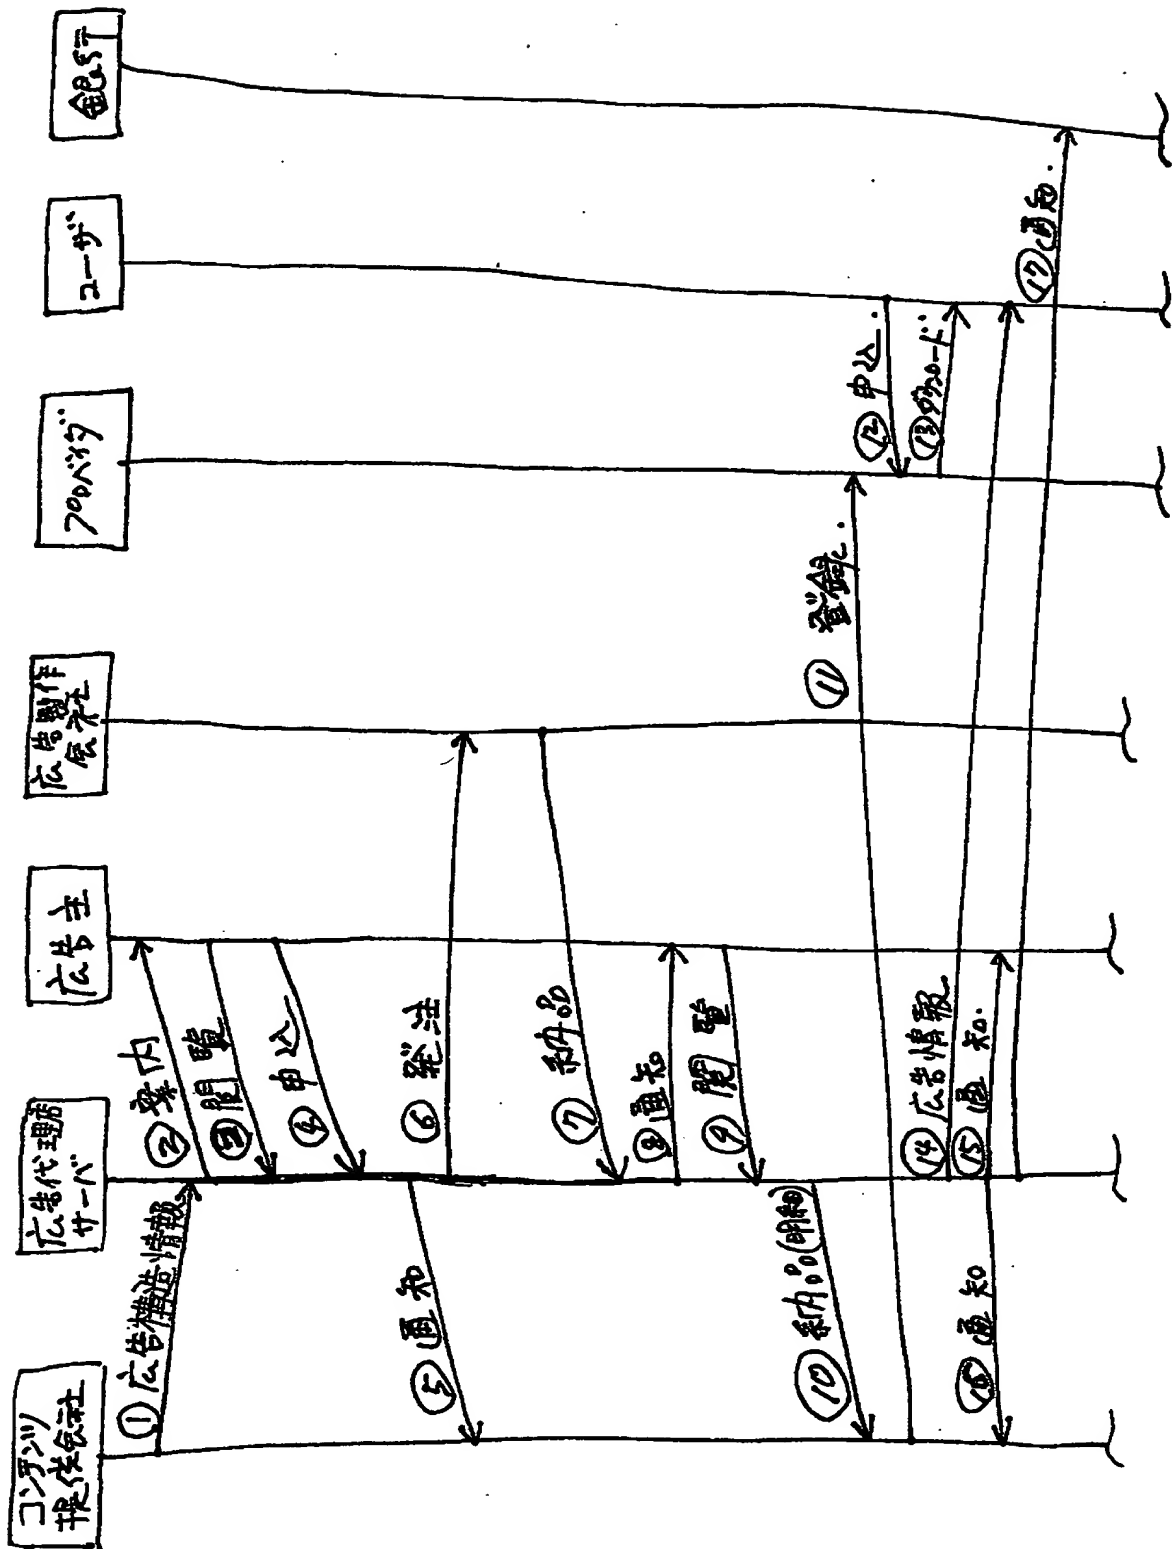 コンテンツ
提供会社
広告代理店
サーバ
広告主
広告製作
会社
プロバイダ
ユーザ
銀行
① 広告構造情報
② 案内
③ 閲覧
④ 申込
⑤ 通知
⑥ 発注
⑦ 納品
⑧ 通知
⑨ 閲覧
⑩ 納品(明細)
⑪ 登録.
⑫ 申込.
⑬ ダウンロード.
⑭ 広告情報
⑮ 通知.
⑯ 通知
⑰ 通知.